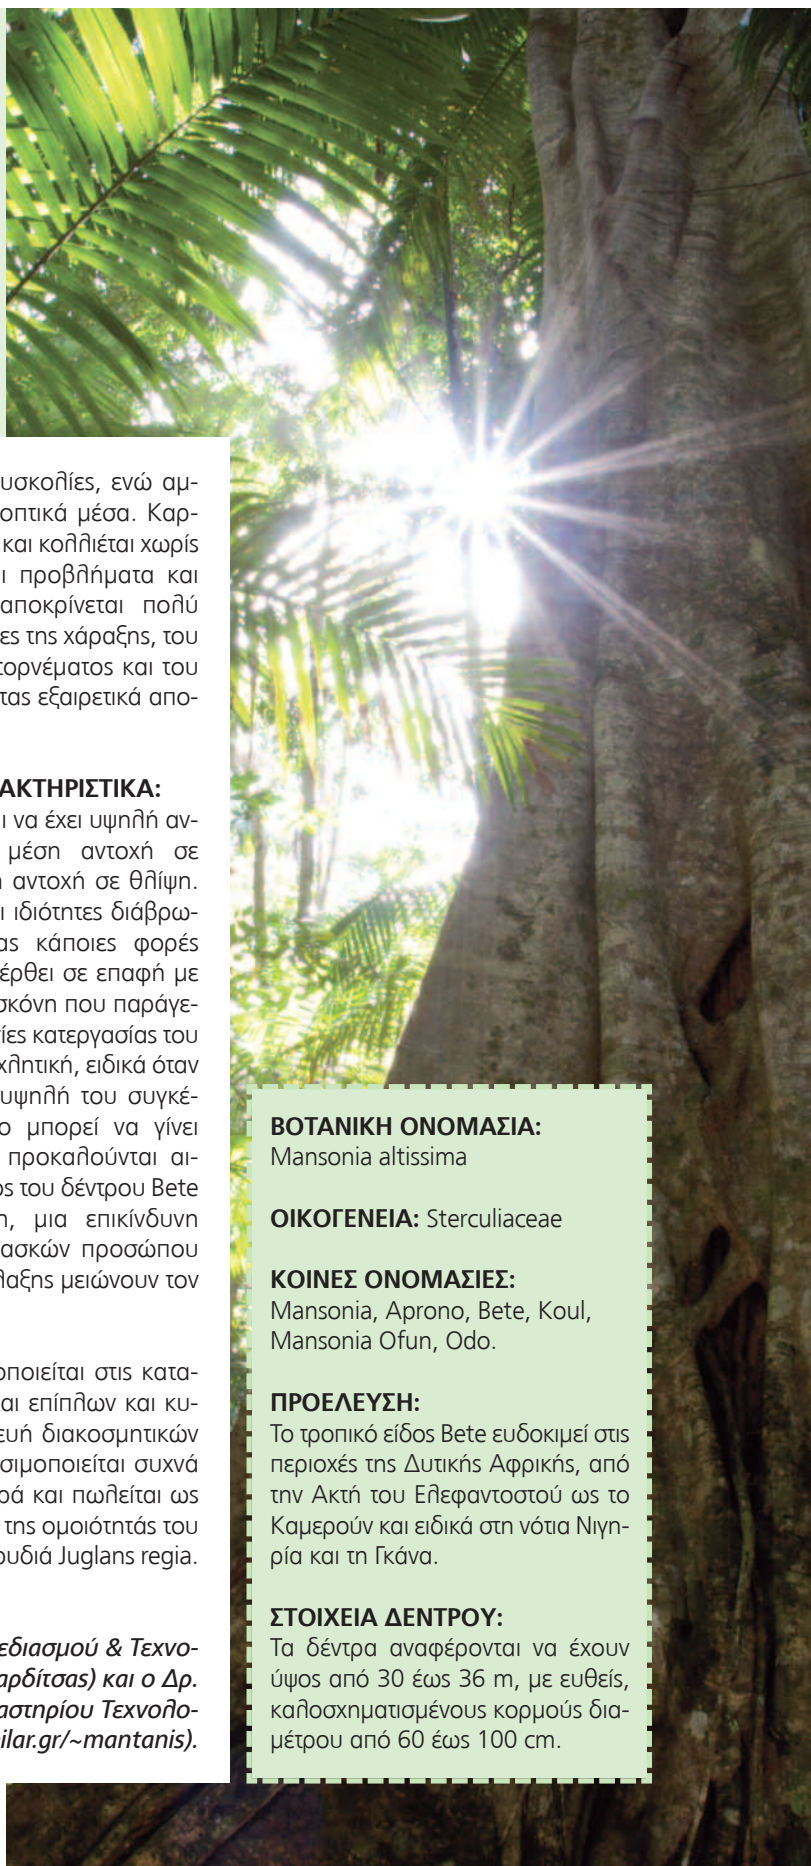 υσκολίες, ενώ αμ-
οπτικά μέσα. Καρ-
και κολλιέται χωρίς
ι προβλήματα και
αποκρίνεται πολύ
ες της χάραξης, του
τορνέματος και του
τας εξαιρετικά απο-
ΑΚΤΗΡΙΣΤΙΚΑ:
ι να έχει υψηλή αν-
μέση αντοχή σε
η αντοχή σε θλίψη.
ι ιδιότητες διάβρω-
ας κάποιες φορές
έρθει σε επαφή με
σκόνη που παράγε-
ίες κατεργασίας του
χλητική, ειδικά όταν
υψηλή του συγκέ-
ο μπορεί να γίνει
προκαλούνται αι-
ος του δέντρου Bete
η, μια επικίνδυνη
ασκών προσώπου
λαξης μειώνουν τον
οποιείται στις κατα-
αι επίπλων και κυ-
ευή διακοσμητικών
σιμοποιείται συχνά
ρά και πωλείται ως
της ομοιότητάς του
ρυδιά Juglans regia.
εδιασμού & Τεχνο-
αρδίτσας) και ο Δρ.
αστηρίου Τεχνολο-
ilar.gr/~mantanis).
ΒΟΤΑΝΙΚΗ ΟΝΟΜΑΣΙΑ:
Mansonia altissima
ΟΙΚΟΓΕΝΕΙΑ: Sterculiaceae
ΚΟΙΝΕΣ ΟΝΟΜΑΣΙΕΣ:
Mansonia, Aprono, Bete, Koul,
Mansonia Ofun, Odo.
ΠΡΟΕΛΕΥΣΗ:
Το τροπικό είδος Bete ευδοκιμεί στις
περιοχές της Δυτικής Αφρικής, από
την Ακτή του Ελεφαντοστού ως το
Καμερούν και ειδικά στη νότια Νιγη-
ρία και τη Γκάνα.
ΣΤΟΙΧΕΙΑ ΔΕΝΤΡΟΥ:
Τα δέντρα αναφέρονται να έχουν
ύψος από 30 έως 36 m, με ευθείς,
καλοσχηματισμένους κορμούς δια-
μέτρου από 60 έως 100 cm.